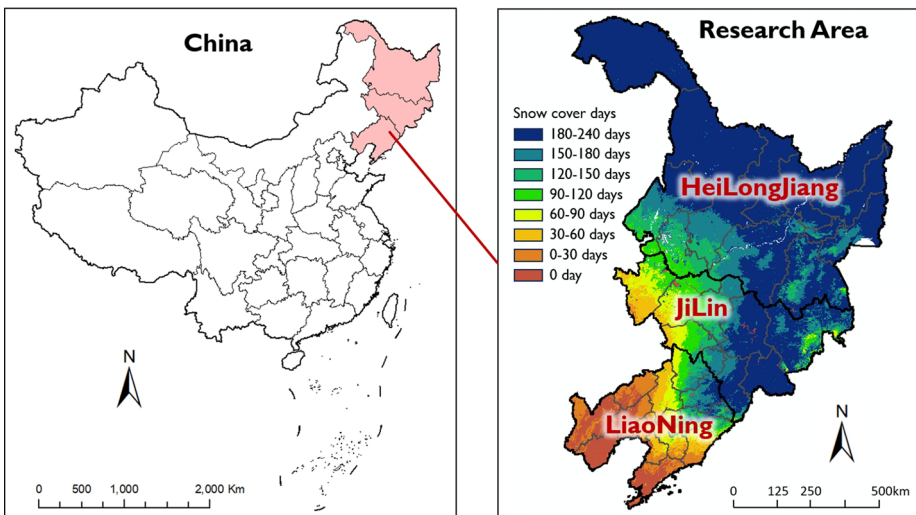 China
N
0 500 1,000 2,000 Km
Research Area
Snow cover days
180-240 days
150-180 days
120-150 days
90-120 days
60-90 days
30-60 days
0-30 days
0 day
HeiLongJiang
JiLin
LiaoNing
N
0 125 250 500km